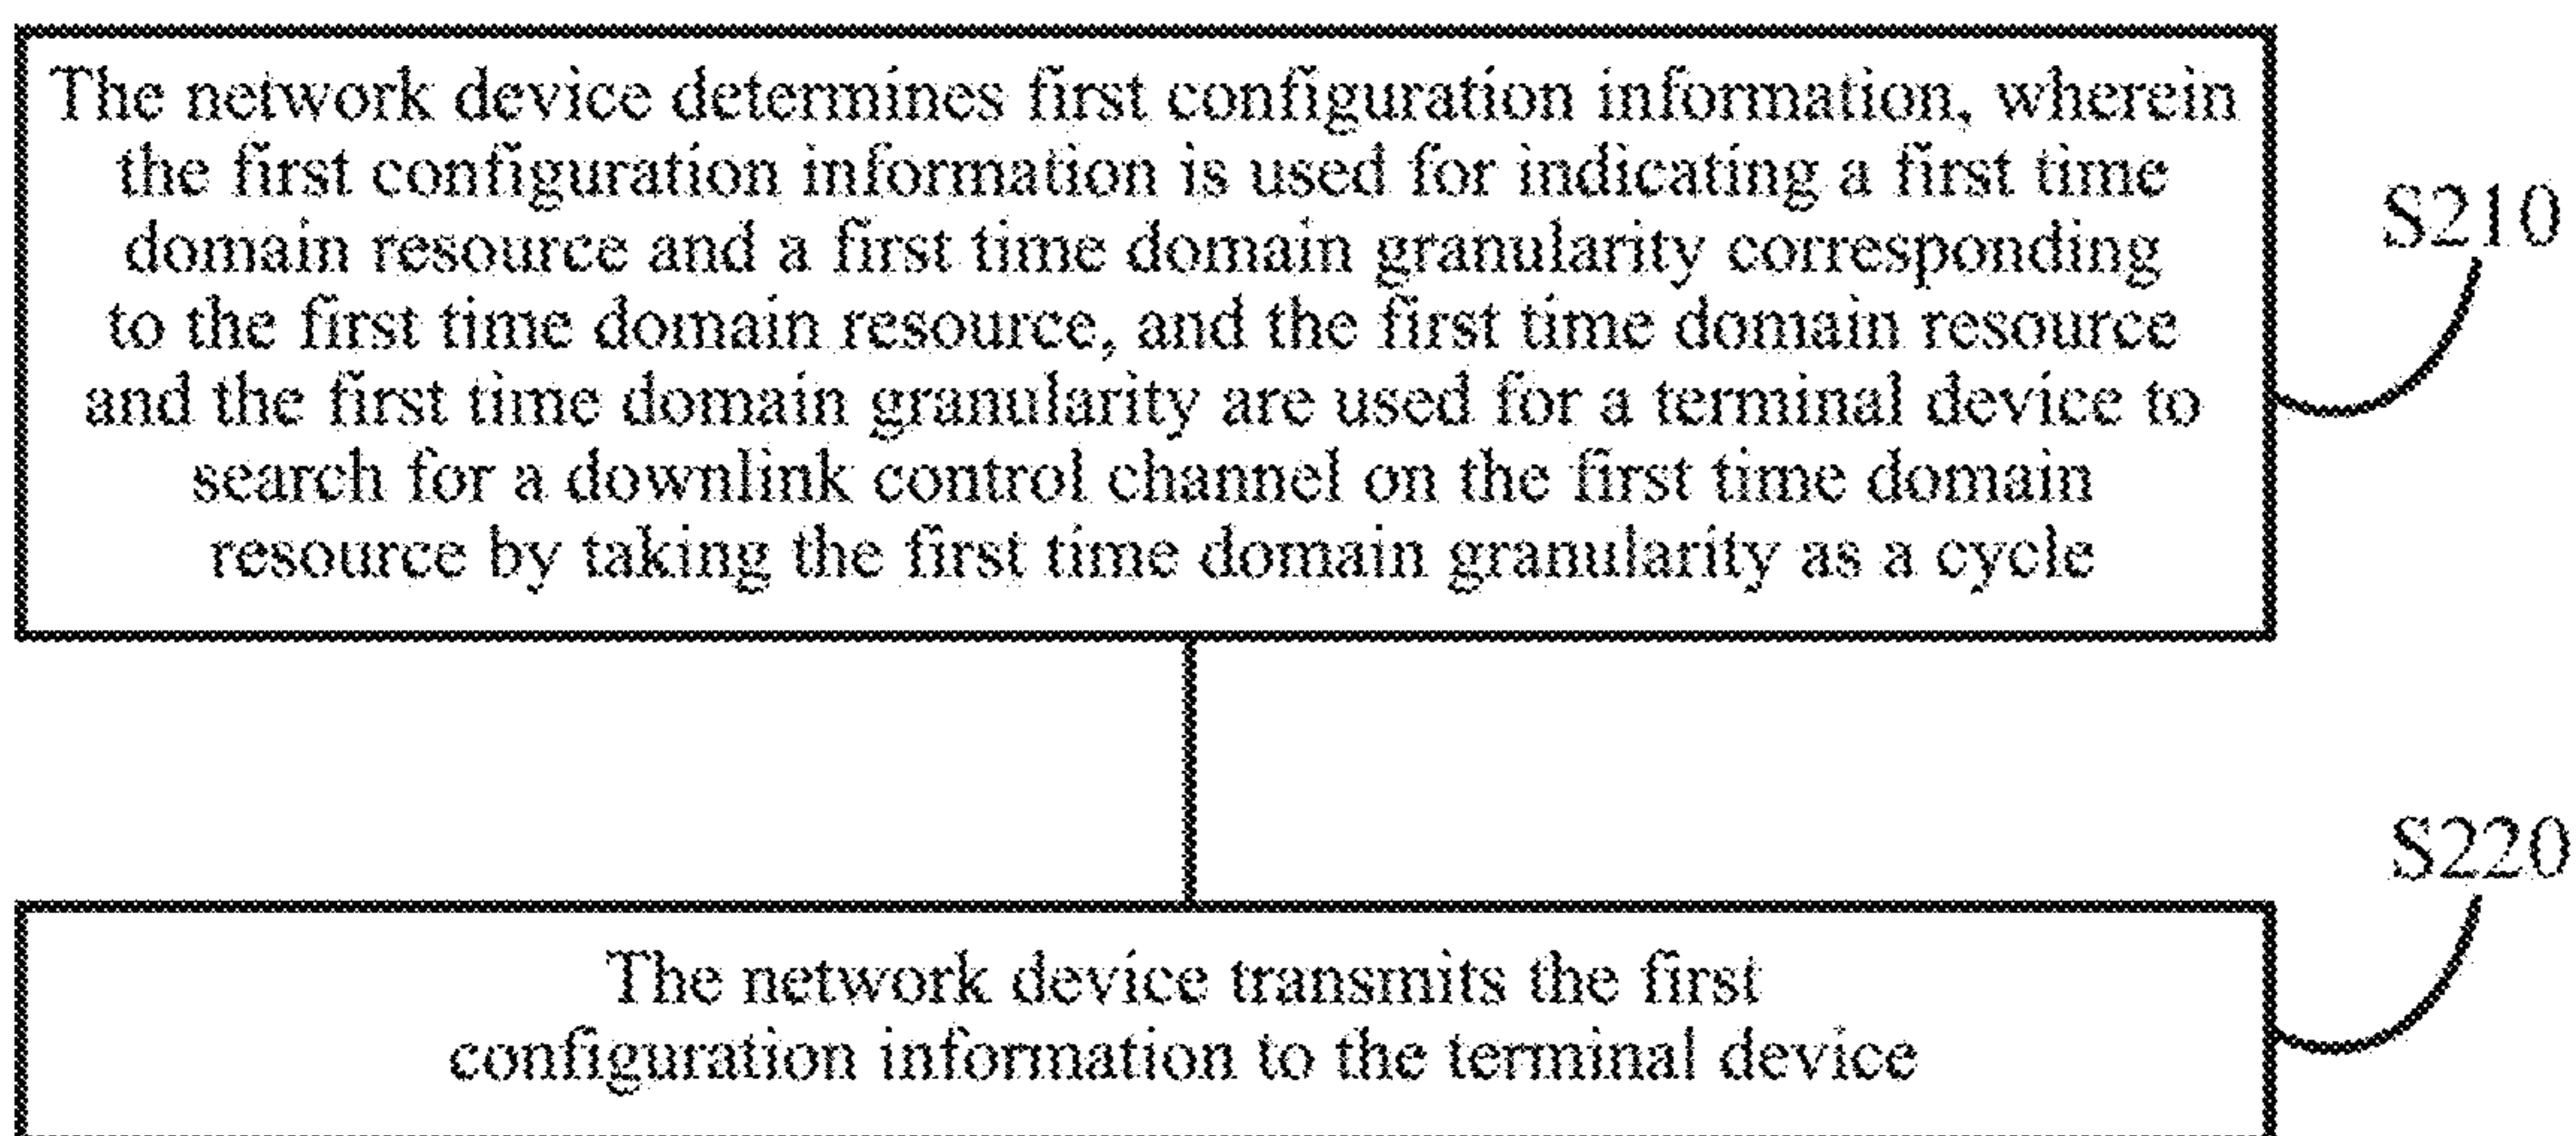 The network device determines first configuration information, wherein
the first configuration information is used for indicating a first time
domain resource and a first time domain granularity corresponding
to the first time domain resource, and the first time domain resource
and the first time domain granularity are used for a terminal device to
search for a downlink control channel on the first time domain
resource by taking the first time domain granularity as a cycle
S210
The network device transmits the first
configuration information to the terminal device
S220